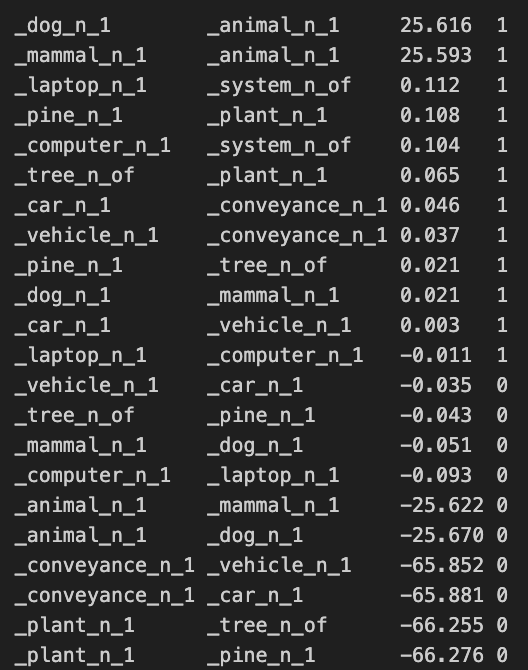 _dog_n_1 _animal_n_1 25.616 1
_mammal_n_1 _animal_n_1 25.593 1
_laptop_n_1 _system_n_of 0.112 1
_pine_n_1 _plant_n_1 0.108 1
_computer_n_1 _system_n_of 0.104 1
_tree_n_of _plant_n_1 0.065 1
_car_n_1 _conveyance_n_1 0.046 1
_vehicle_n_1 _conveyance_n_1 0.037 1
_pine_n_1 _tree_n_of 0.021 1
_dog_n_1 _mammal_n_1 0.021 1
_car_n_1 _vehicle_n_1 0.003 1
_laptop_n_1 _computer_n_1 -0.011 1
_vehicle_n_1 _car_n_1 -0.035 0
_tree_n_of _pine_n_1 -0.043 0
_mammal_n_1 _dog_n_1 -0.051 0
_computer_n_1 _laptop_n_1 -0.093 0
_animal_n_1 _mammal_n_1 -25.622 0
_animal_n_1 _dog_n_1 -25.670 0
_conveyance_n_1 _vehicle_n_1 -65.852 0
_conveyance_n_1 _car_n_1 -65.881 0
_plant_n_1 _tree_n_of -66.255 0
_plant_n_1 _pine_n_1 -66.276 0